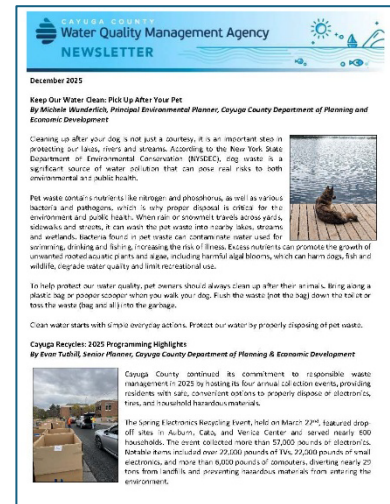 CAYUGA COUNTY
Water Quality Management Agency
NEWSLETTER
December 2025
Keep Our Water Clean: Pick Up After Your Pet
By Michele Wunderlich, Principal Environmental Planner, Cayuga County Department of Planning and
Economic Development
Cleaning up after your dog is not just a courtesy, it is an important step in
protecting our lakes, rivers and streams. According to the New York State
Department of Environmental Conservation (NYSDEC), dog waste is a
significant source of water pollution that can pose real risks to both
environmental and public health.
Pet waste contains nutrients like nitrogen and phosphorus, as well as various
bacteria and pathogens, which is why proper disposal is critical for the
environment and public health. When rain or snowmelt travels across yards,
sidewalks and streets, it can wash the pet waste into nearby lakes, streams
and wetlands. Bacteria found in pet waste can contaminate water used for
swimming, drinking and fishing, increasing the risk of illness. Excess nutrients can promote the growth of
unwanted rooted aquatic plants and algae, including harmful algal blooms, which can harm dogs, fish and
wildlife, degrade water quality and limit recreational use.
To help protect our water quality, pet owners should always clean up after their animals. Bring along a
plastic bag or pooper scooper when you walk your dog. Flush the waste (not the bag) down the toilet or
toss the waste (bag and all) into the garbage.
Clean water starts with simple everyday actions. Protect our water by properly disposing of pet waste.
Cayuga Recycles: 2025 Programming Highlights
By Evan Tuthill, Senior Planner, Cayuga County Department of Planning & Economic Development
Cayuga County continued its commitment to responsible waste
management in 2025 by hosting its four annual collection events, providing
residents with safe, convenient options to properly dispose of electronics,
tires, and household hazardous materials.
The Spring Electronics Recycling Event, held on March 22nd, featured drop-
off sites in Auburn, Cato, and Venice Center and served nearly 600
households. The event collected more than 57,000 pounds of electronics.
Notable items included over 22,000 pounds of TVs, 22,000 pounds of small
electronics, and more than 6,000 pounds of computers, diverting nearly 29
tons from landfills and preventing hazardous materials from entering the
environment.